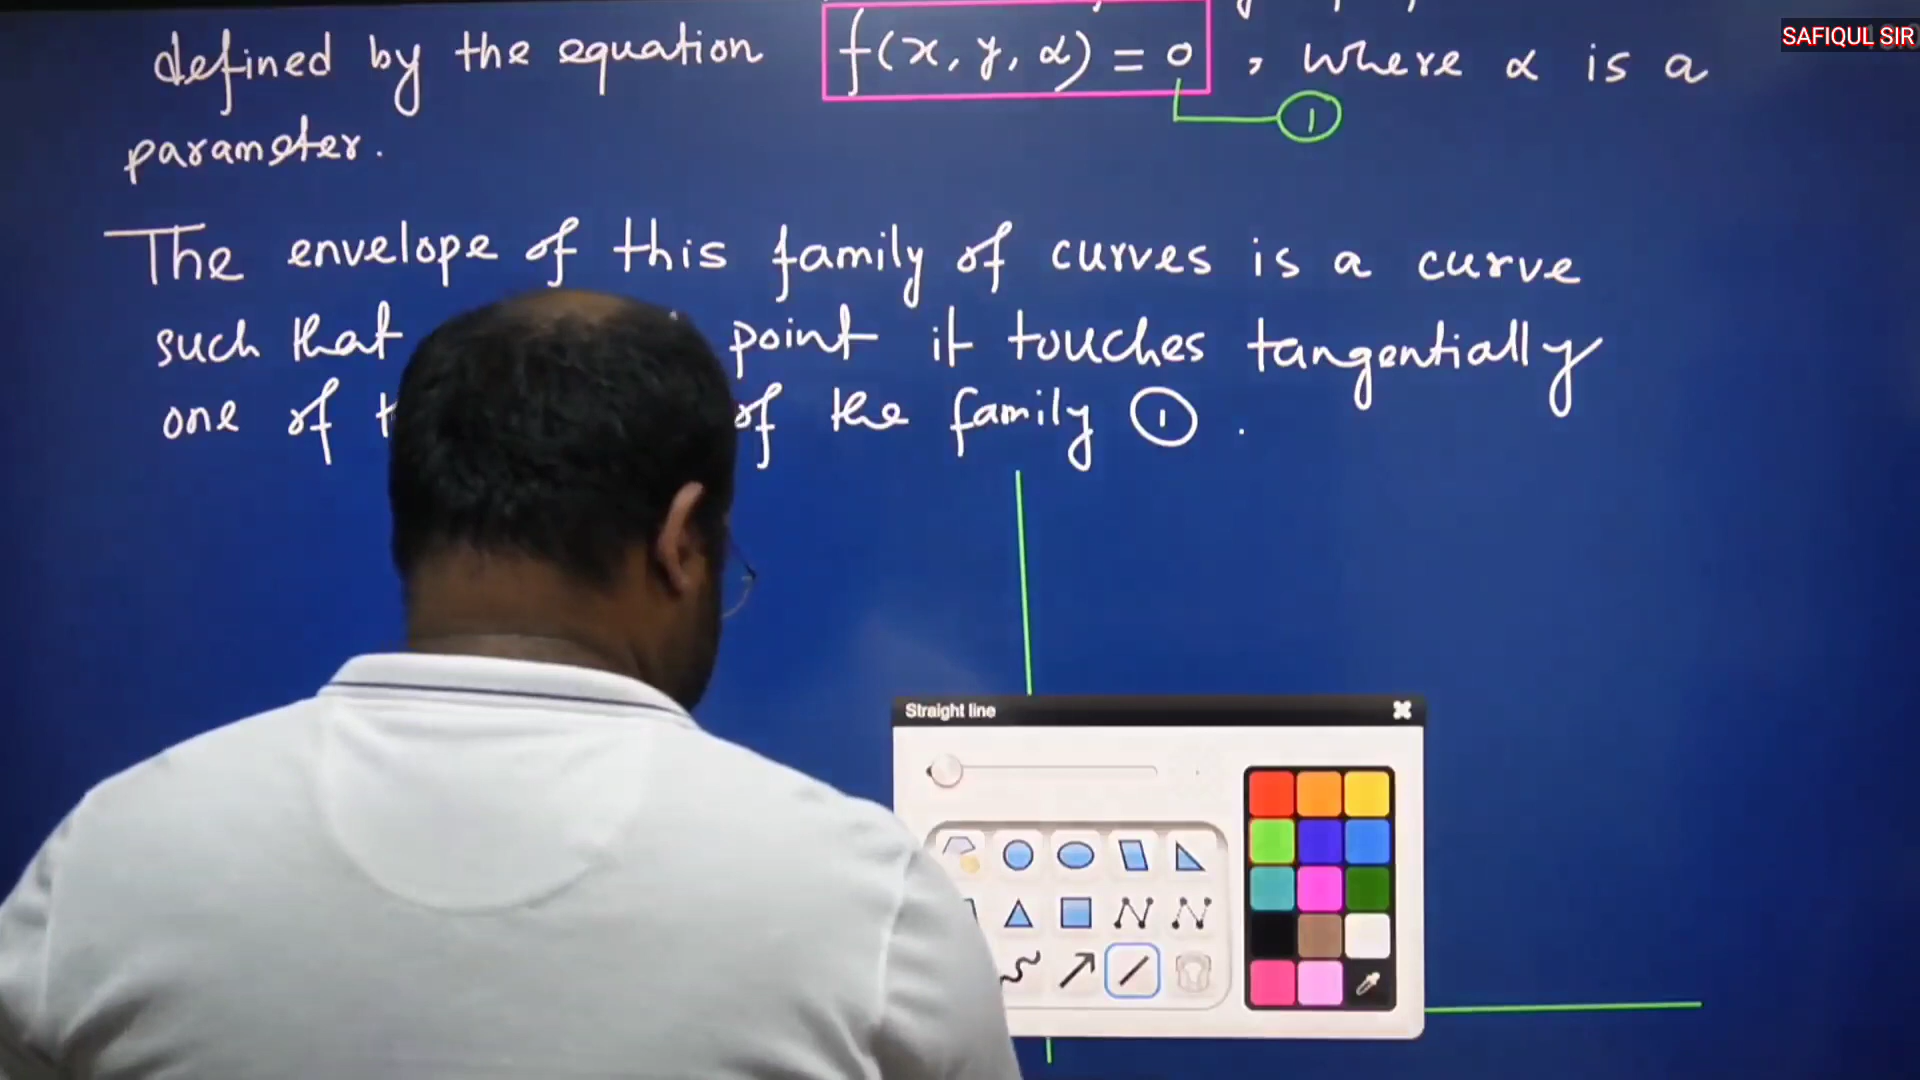 SAFIQUL SIR
defined by the equation f(x, y, α) = 0 , where α is a
1
parameter.
The envelope of this family of curves is a curve
such that point it touches tangentially
one of of the family 1 .
Straight line